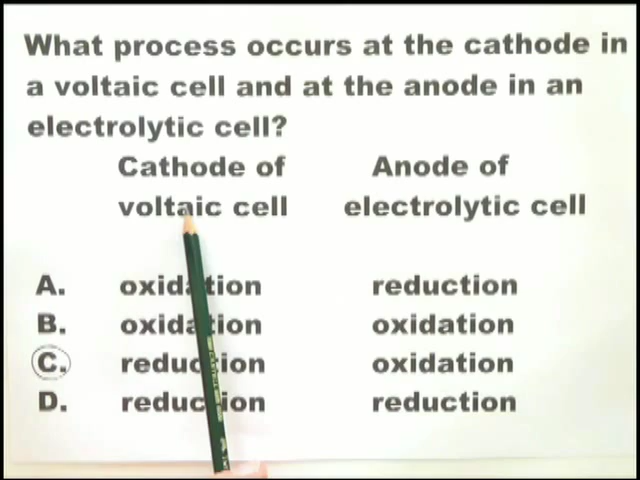 What process occurs at the cathode in
a voltaic cell and at the anode in an
electrolytic cell?
Cathode of Anode of
voltaic cell electrolytic cell
A. oxidation reduction
B. oxidation oxidation
C. reduction oxidation
D. reduction reduction